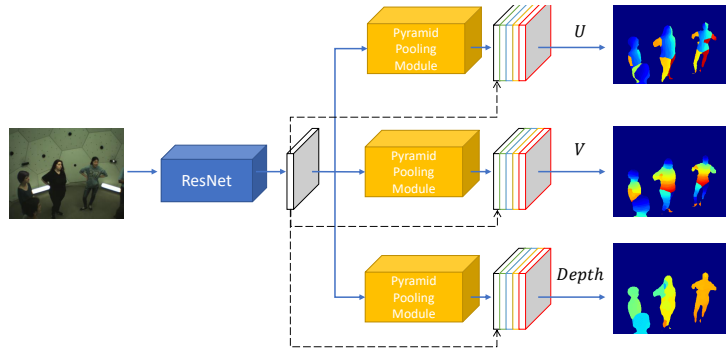 Pyramid
Pooling
Module
U
ResNet
Pyramid
Pooling
Module
V
Pyramid
Pooling
Module
Depth